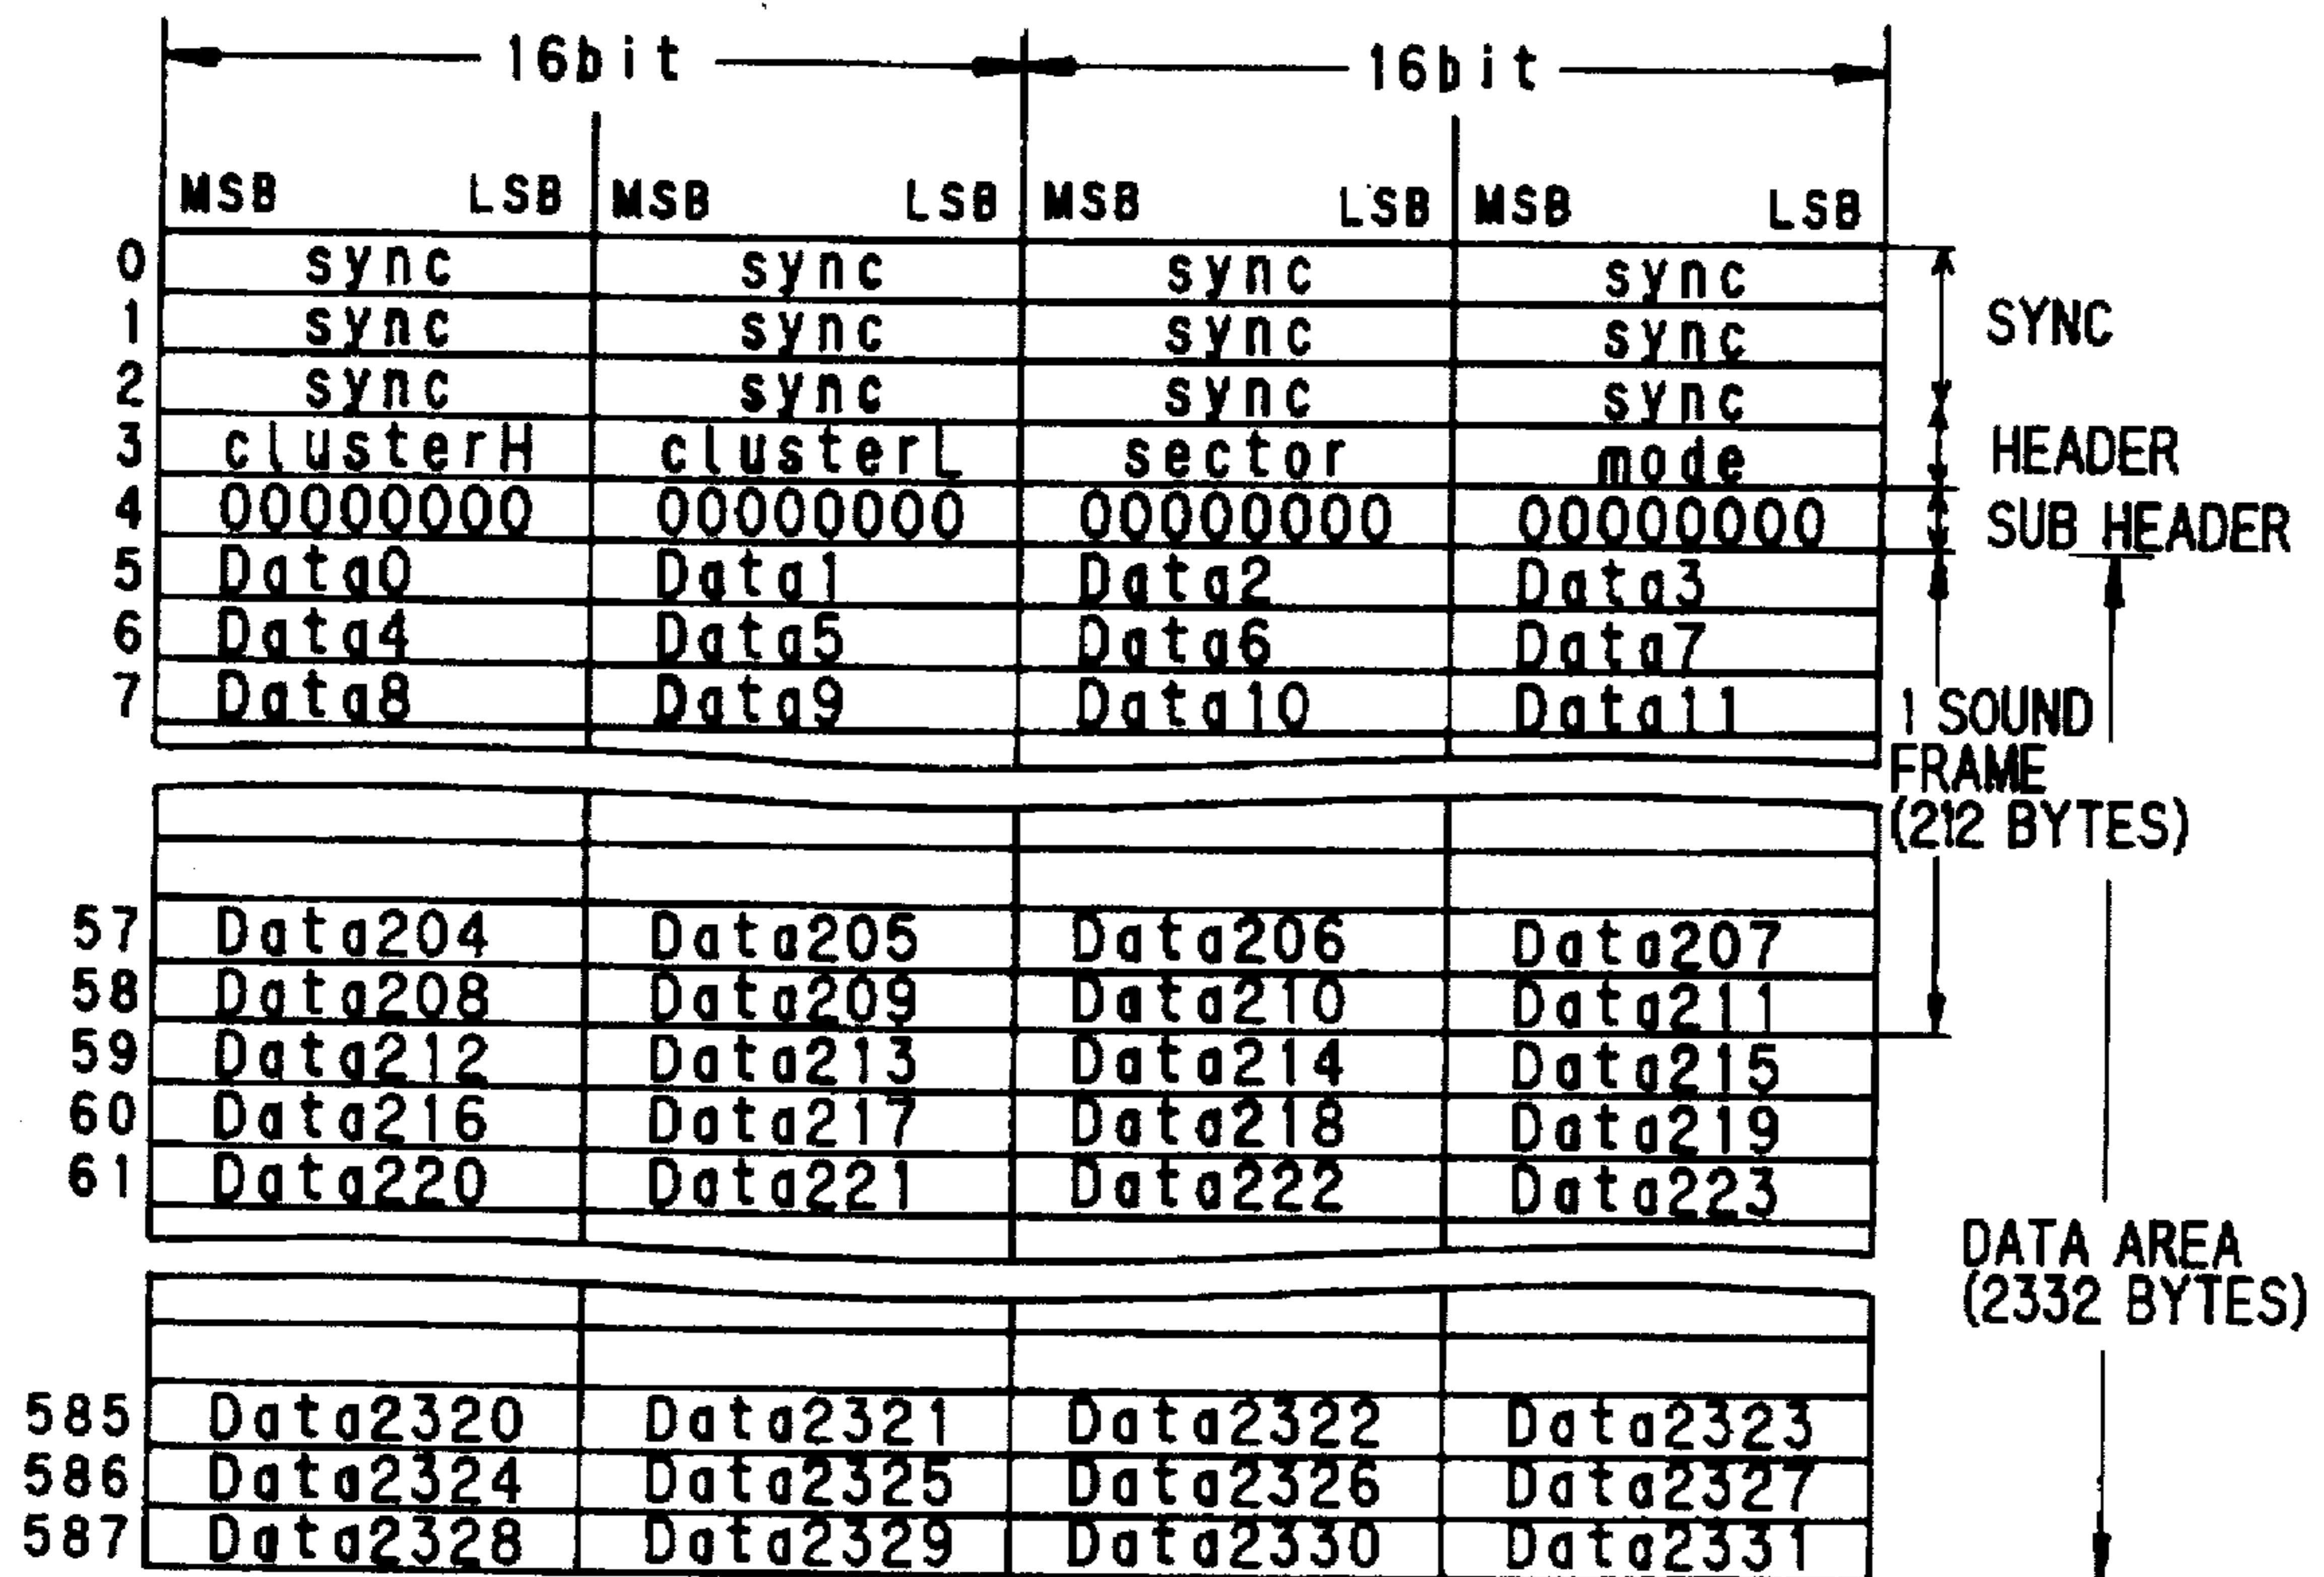 16bit 16bit
MSB LSB MSB LSB MSB LSB MSB LSB
0 sync sync sync sync
1 sync sync sync sync
SYNC
2 sync sync sync sync
3 clusterH clusterL sector mode HEADER
4 00000000 00000000 00000000 00000000 SUB HEADER
5 Data0 Data1 Data2 Data3
6 Data4 Data5 Data6 Data7
7 Data8 Data9 Data10 Data11
1 SOUND
FRAME
(212 BYTES)
57 Data204 Data205 Data206 Data207
58 Data208 Data209 Data210 Data211
59 Data212 Data213 Data214 Data215
60 Data216 Data217 Data218 Data219
61 Data220 Data221 Data222 Data223
DATA AREA
(2332 BYTES)
585 Data2320 Data2321 Data2322 Data2323
586 Data2324 Data2325 Data2326 Data2327
587 Data2328 Data2329 Data2330 Data2331